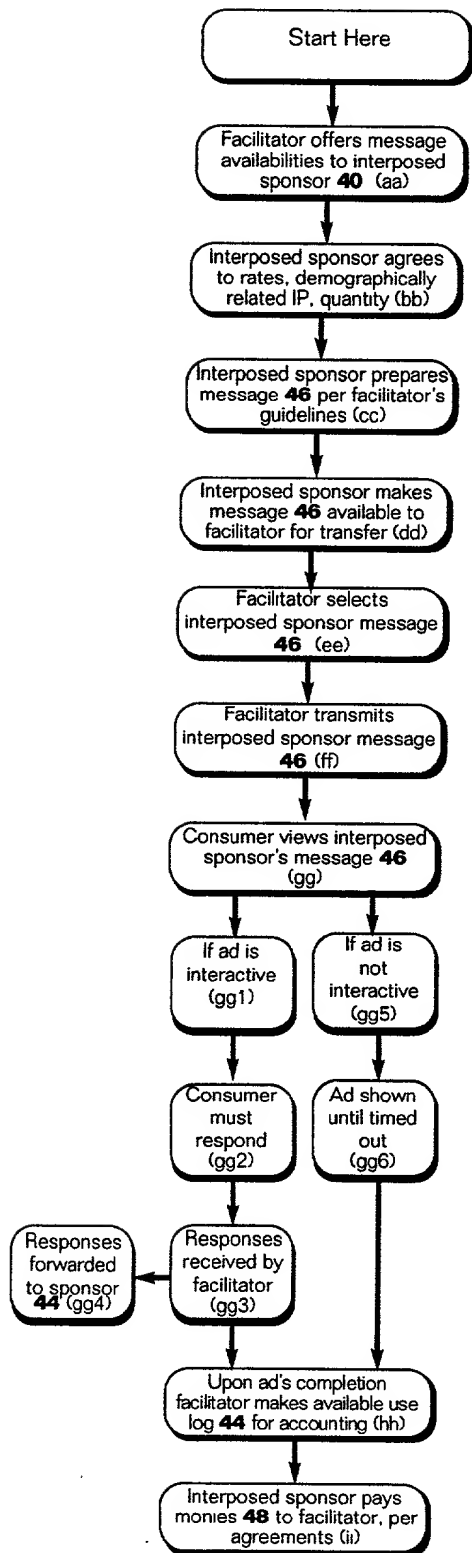 Start Here
Facilitator offers message
availabilities to interposed
sponsor 40 (aa)
Interposed sponsor agrees
to rates, demographically
related IP, quantity (bb)
Interposed sponsor prepares
message 46 per facilitator's
guidelines (cc)
Interposed sponsor makes
message 46 available to
facilitator for transfer (dd)
Facilitator selects
interposed sponsor message
46 (ee)
Facilitator transmits
interposed sponsor message
46 (ff)
Consumer views interposed
sponsor's message 46
(gg)
If ad is
interactive
(gg1)
If ad is
not
interactive
(gg5)
Consumer
must
respond
(gg2)
Ad shown
until timed
out
(gg6)
Responses
forwarded
to sponsor
44 (gg4)
Responses
received by
facilitator
(gg3)
Upon ad's completion
facilitator makes available use
log 44 for accounting (hh)
Interposed sponsor pays
monies 48 to facilitator, per
agreements (ii)